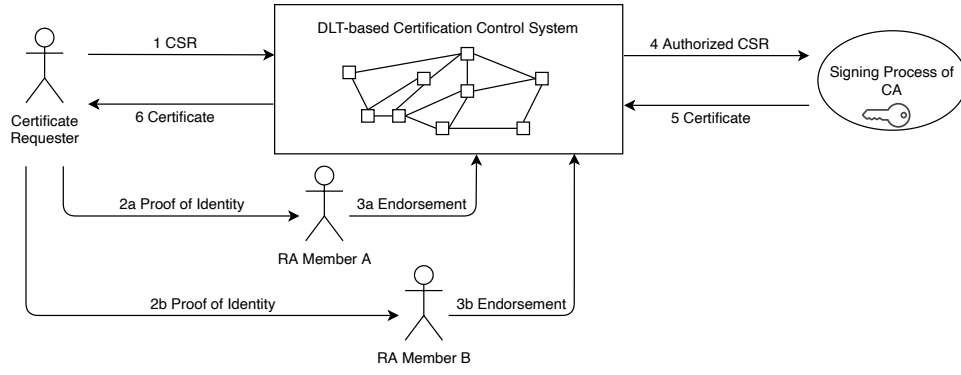 DLT-based Certification Control System
1 CSR
4 Authorized CSR
Signing Process of
CA
6 Certificate
5 Certificate
Certificate
Requester
2a Proof of Identity
3a Endorsement
RA Member A
2b Proof of Identity
3b Endorsement
RA Member B